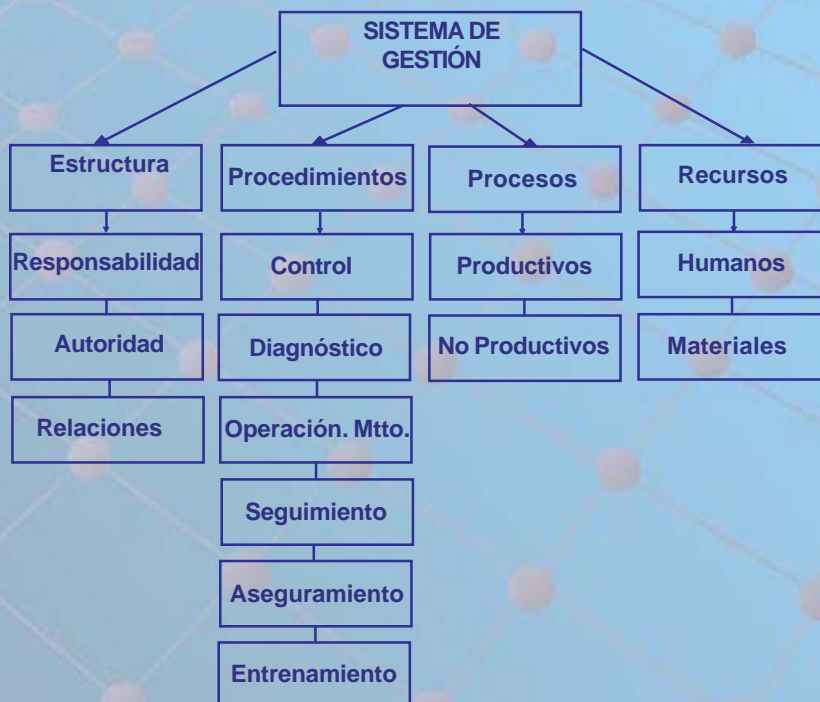 SISTEMA DE
GESTIÓN
Estructura
Procedimientos
Procesos
Recursos
Responsabilidad
Control
Productivos
Humanos
Autoridad
Diagnóstico
No Productivos
Materiales
Relaciones
Operación. Mtto.
Seguimiento
Aseguramiento
Entrenamiento